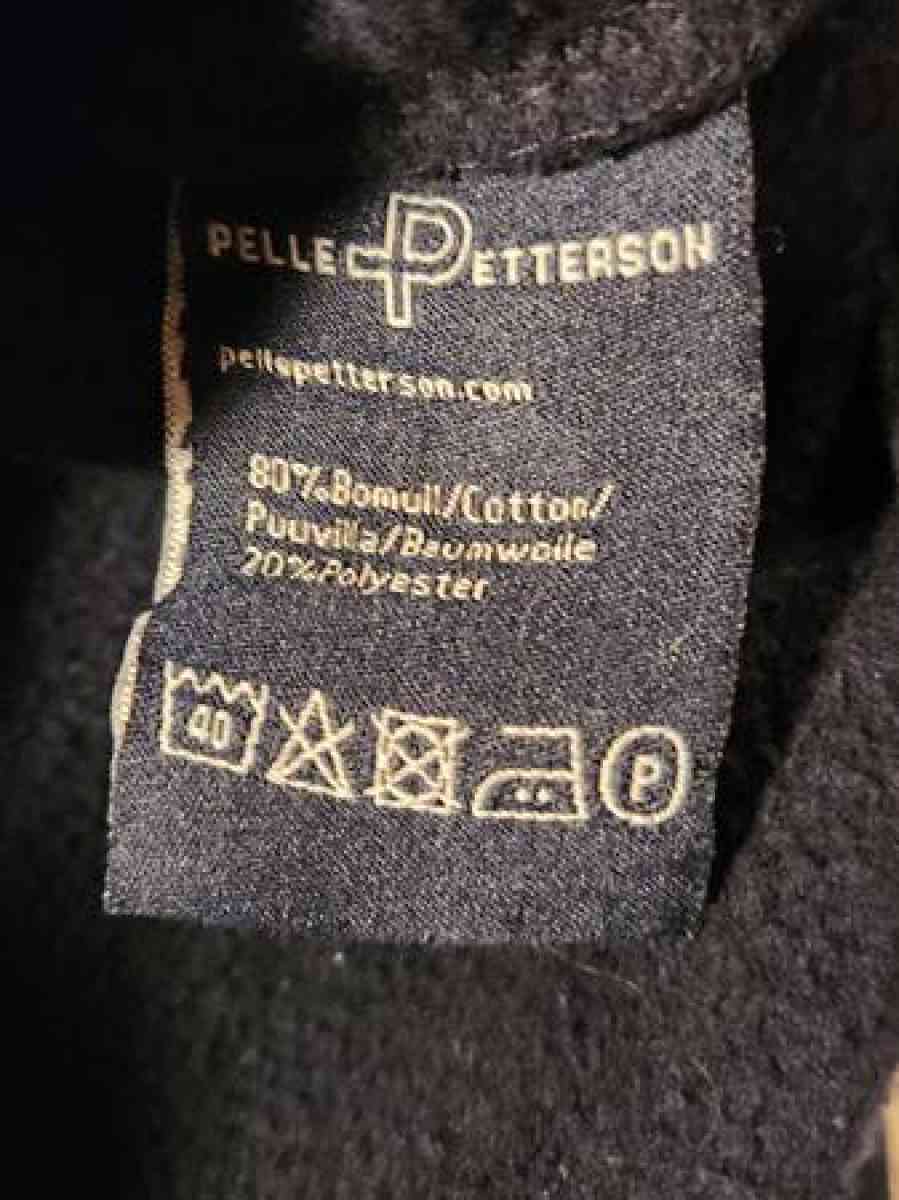 PELLE PETTERSON
pellepetterson.com
80%Bomull/Cotton/
Puuvilla/Baumwolle
20%Polyester
40
P